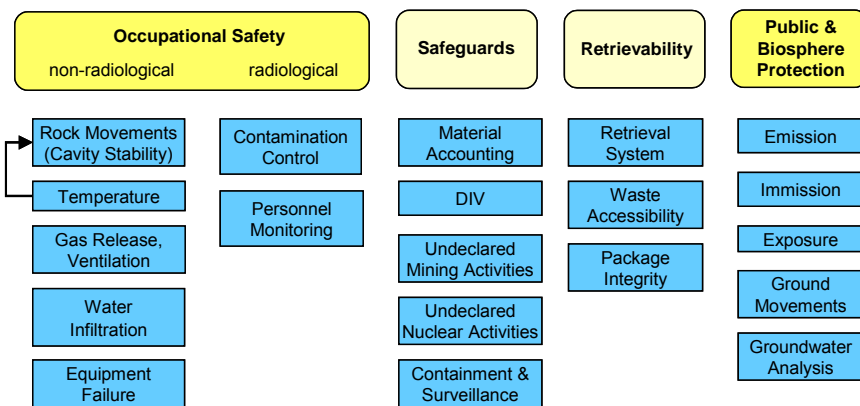 Occupational Safety
non-radiological
radiological
Safeguards
Retrievability
Public &
Biosphere
Protection
Rock Movements
(Cavity Stability)
Temperature
Gas Release,
Ventilation
Water
Infiltration
Equipment
Failure
Contamination
Control
Personnel
Monitoring
Material
Accounting
DIV
Undeclared
Mining Activities
Undeclared
Nuclear Activities
Containment &
Surveillance
Retrieval
System
Waste
Accessibility
Package
Integrity
Emission
Immission
Exposure
Ground
Movements
Groundwater
Analysis